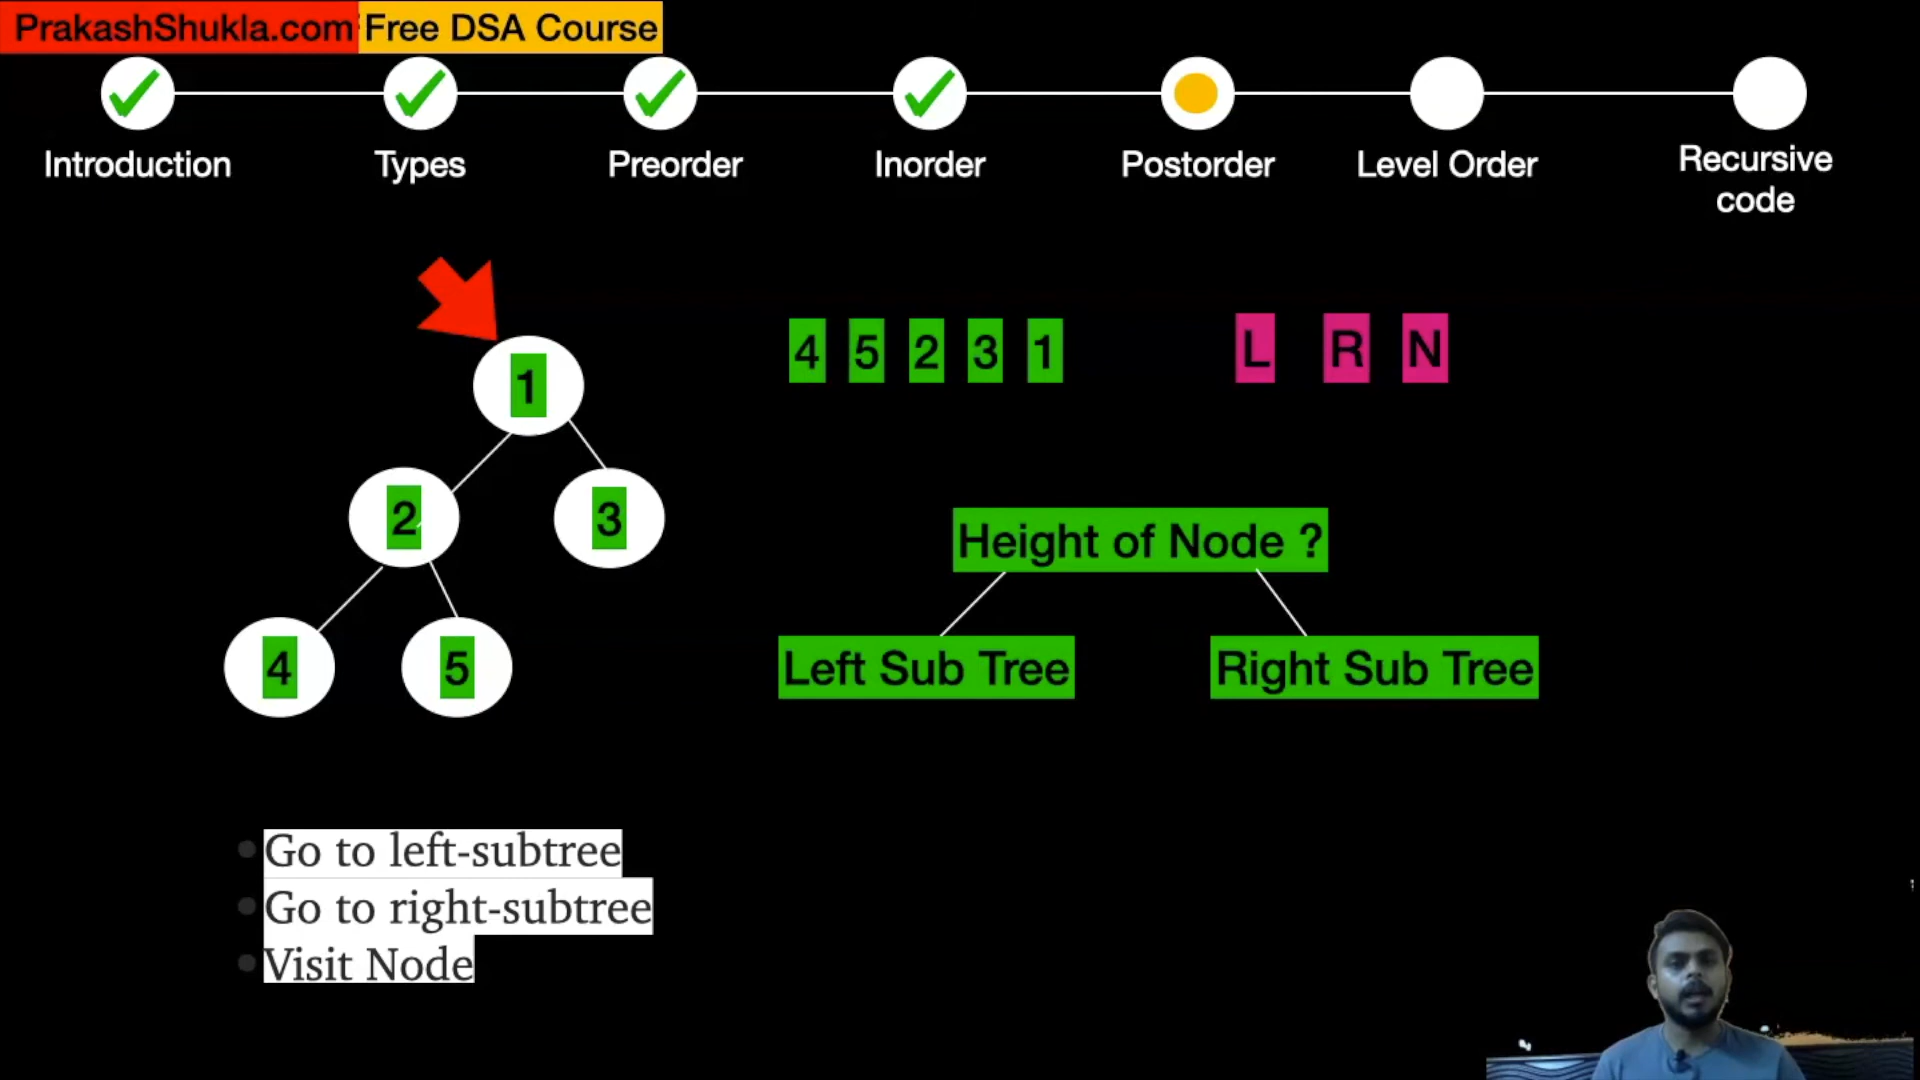 PrakashShukla.com Free DSA Course
Introduction Types Preorder Inorder Postorder Level Order Recursive code
1
2 3
4 5
4 5 2 3 1
L R N
Height of Node ?
Left Sub Tree Right Sub Tree
Go to left-subtree
Go to right-subtree
Visit Node